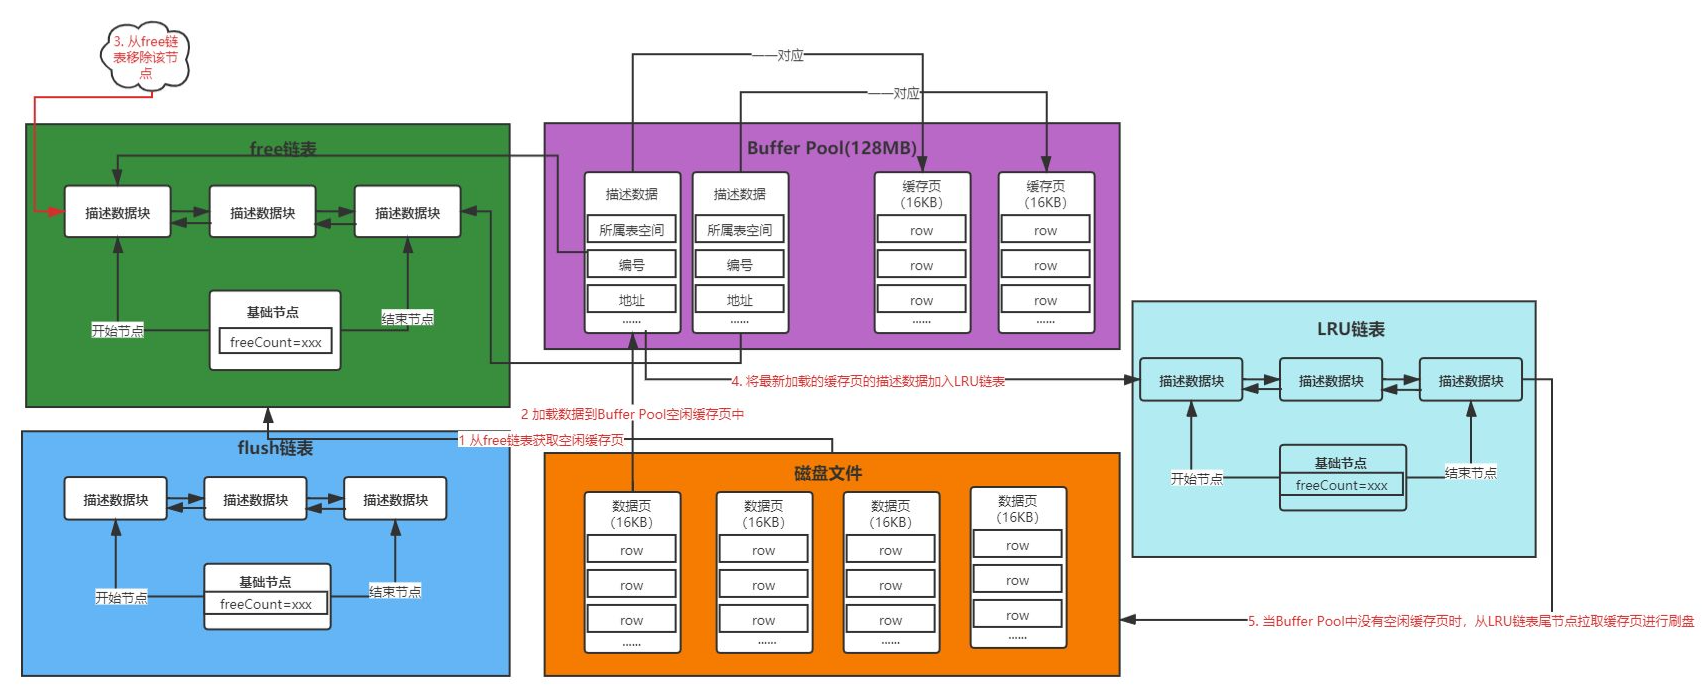 3. 从free链
表移除该节
点
free链表
描述数据块
描述数据块
描述数据块
基础节点
freeCount=xxx
开始节点
结束节点
flush链表
描述数据块
描述数据块
描述数据块
基础节点
freeCount=xxx
开始节点
结束节点
一一对应
一一对应
Buffer Pool(128MB)
描述数据
所属表空间
编号
地址
......
描述数据
所属表空间
编号
地址
......
缓存页
（16KB）
row
row
row
......
缓存页
（16KB）
row
row
row
......
4. 将最新加载的缓存页的描述数据加入LRU链表
2 加载数据到Buffer Pool空闲缓存页中
1 从free链表获取空闲缓存页
磁盘文件
数据页
（16KB）
row
row
row
......
数据页
（16KB）
row
row
row
......
数据页
（16KB）
row
row
row
......
数据页
（16KB）
row
row
row
......
LRU链表
描述数据块
描述数据块
描述数据块
基础节点
freeCount=xxx
开始节点
结束节点
5. 当Buffer Pool中没有空闲缓存页时，从LRU链表尾节点拉取缓存页进行刷盘